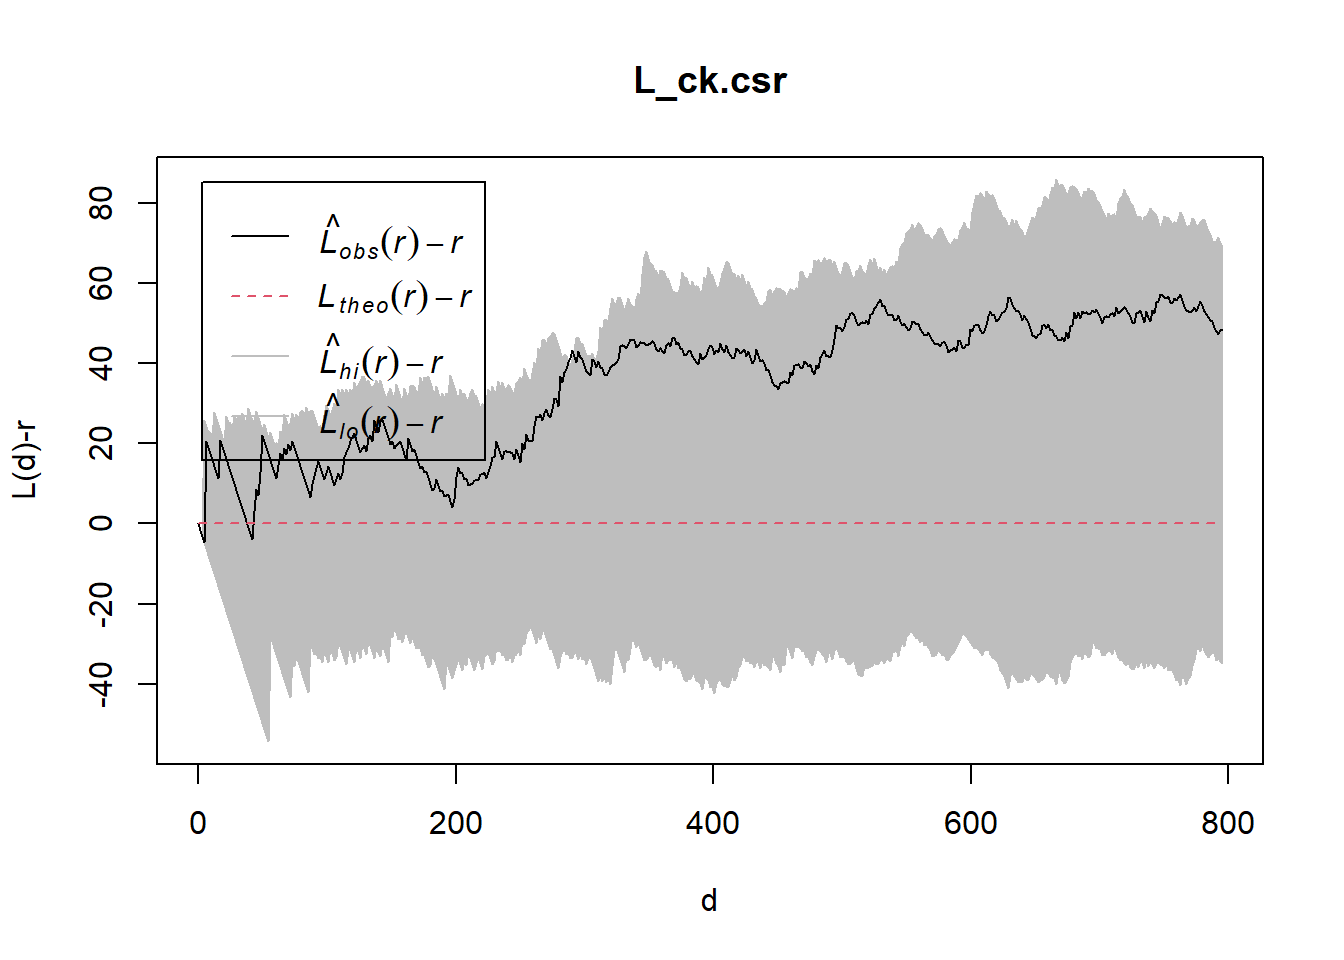 L_ck.csr
L̂obs(r) – r
Ltheo(r) – r
L̂hi(r) – r
L̂lo(r) – r
L(d)-r
80
60
40
20
0
-20
-40
0 200 400 600 800
d